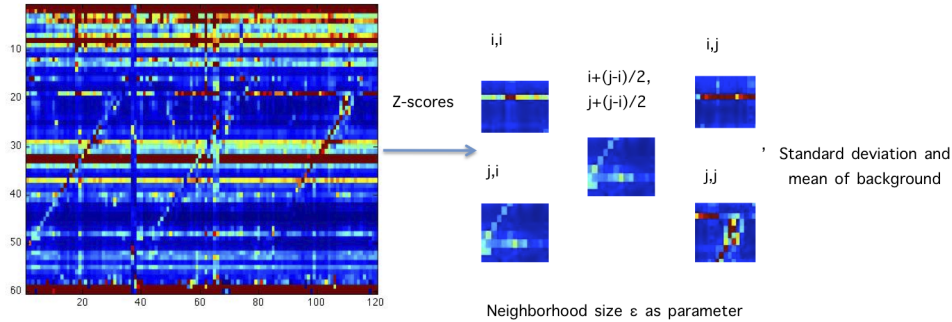 10
20
30
40
50
60
20 40 60 80 100 120
Z-scores
i,i
i+(j-i)/2,
j+(j-i)/2
i,j
j,i
j,j
, Standard deviation and
mean of background
Neighborhood size ε as parameter